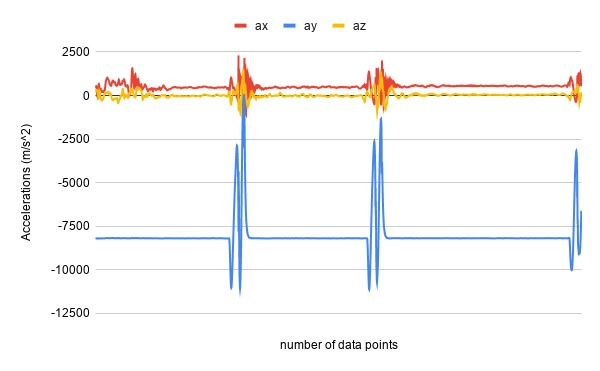 ax ay az
2500
0
-2500
-5000
-7500
-10000
-12500
Accelerations (m/s^2)
number of data points